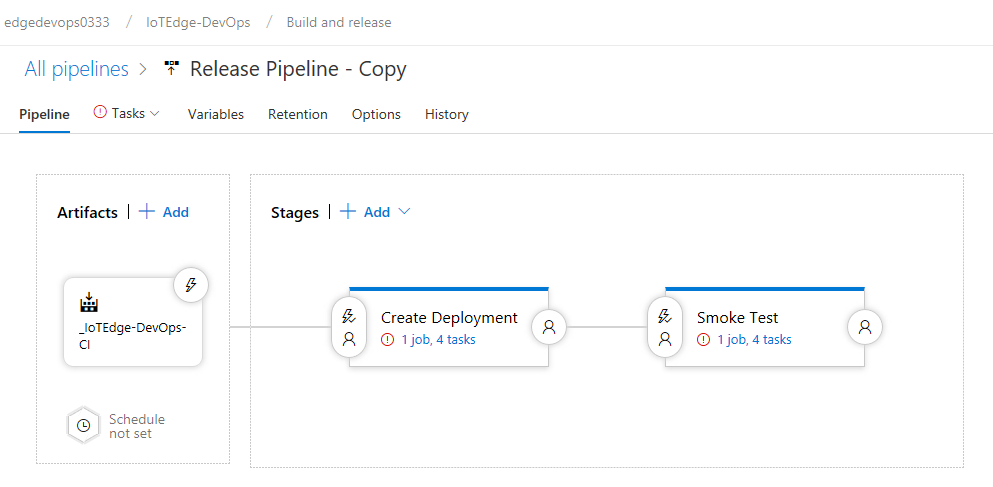 edgedevops0333 / IoTEdge-DevOps / Build and release
All pipelines > Release Pipeline - Copy
Pipeline Tasks Variables Retention Options History
Artifacts | + Add
Stages | + Add
_IoTEdge-DevOps-
CI
Create Deployment
1 job, 4 tasks
Smoke Test
1 job, 4 tasks
Schedule
not set